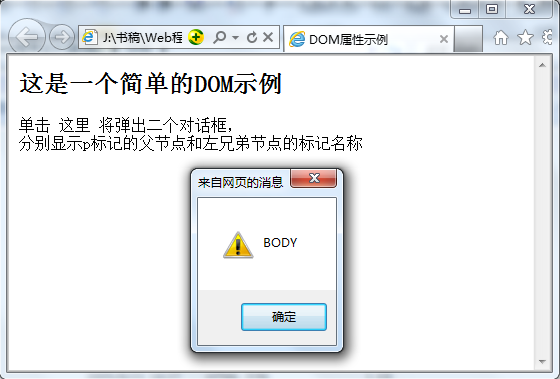 J:\书稿\Web程
DOM属性示例
这是一个简单的DOM示例
单击 这里 将弹出二个对话框，
分别显示p标记的父节点和左兄弟节点的标记名称
来自网页的消息
BODY
确定